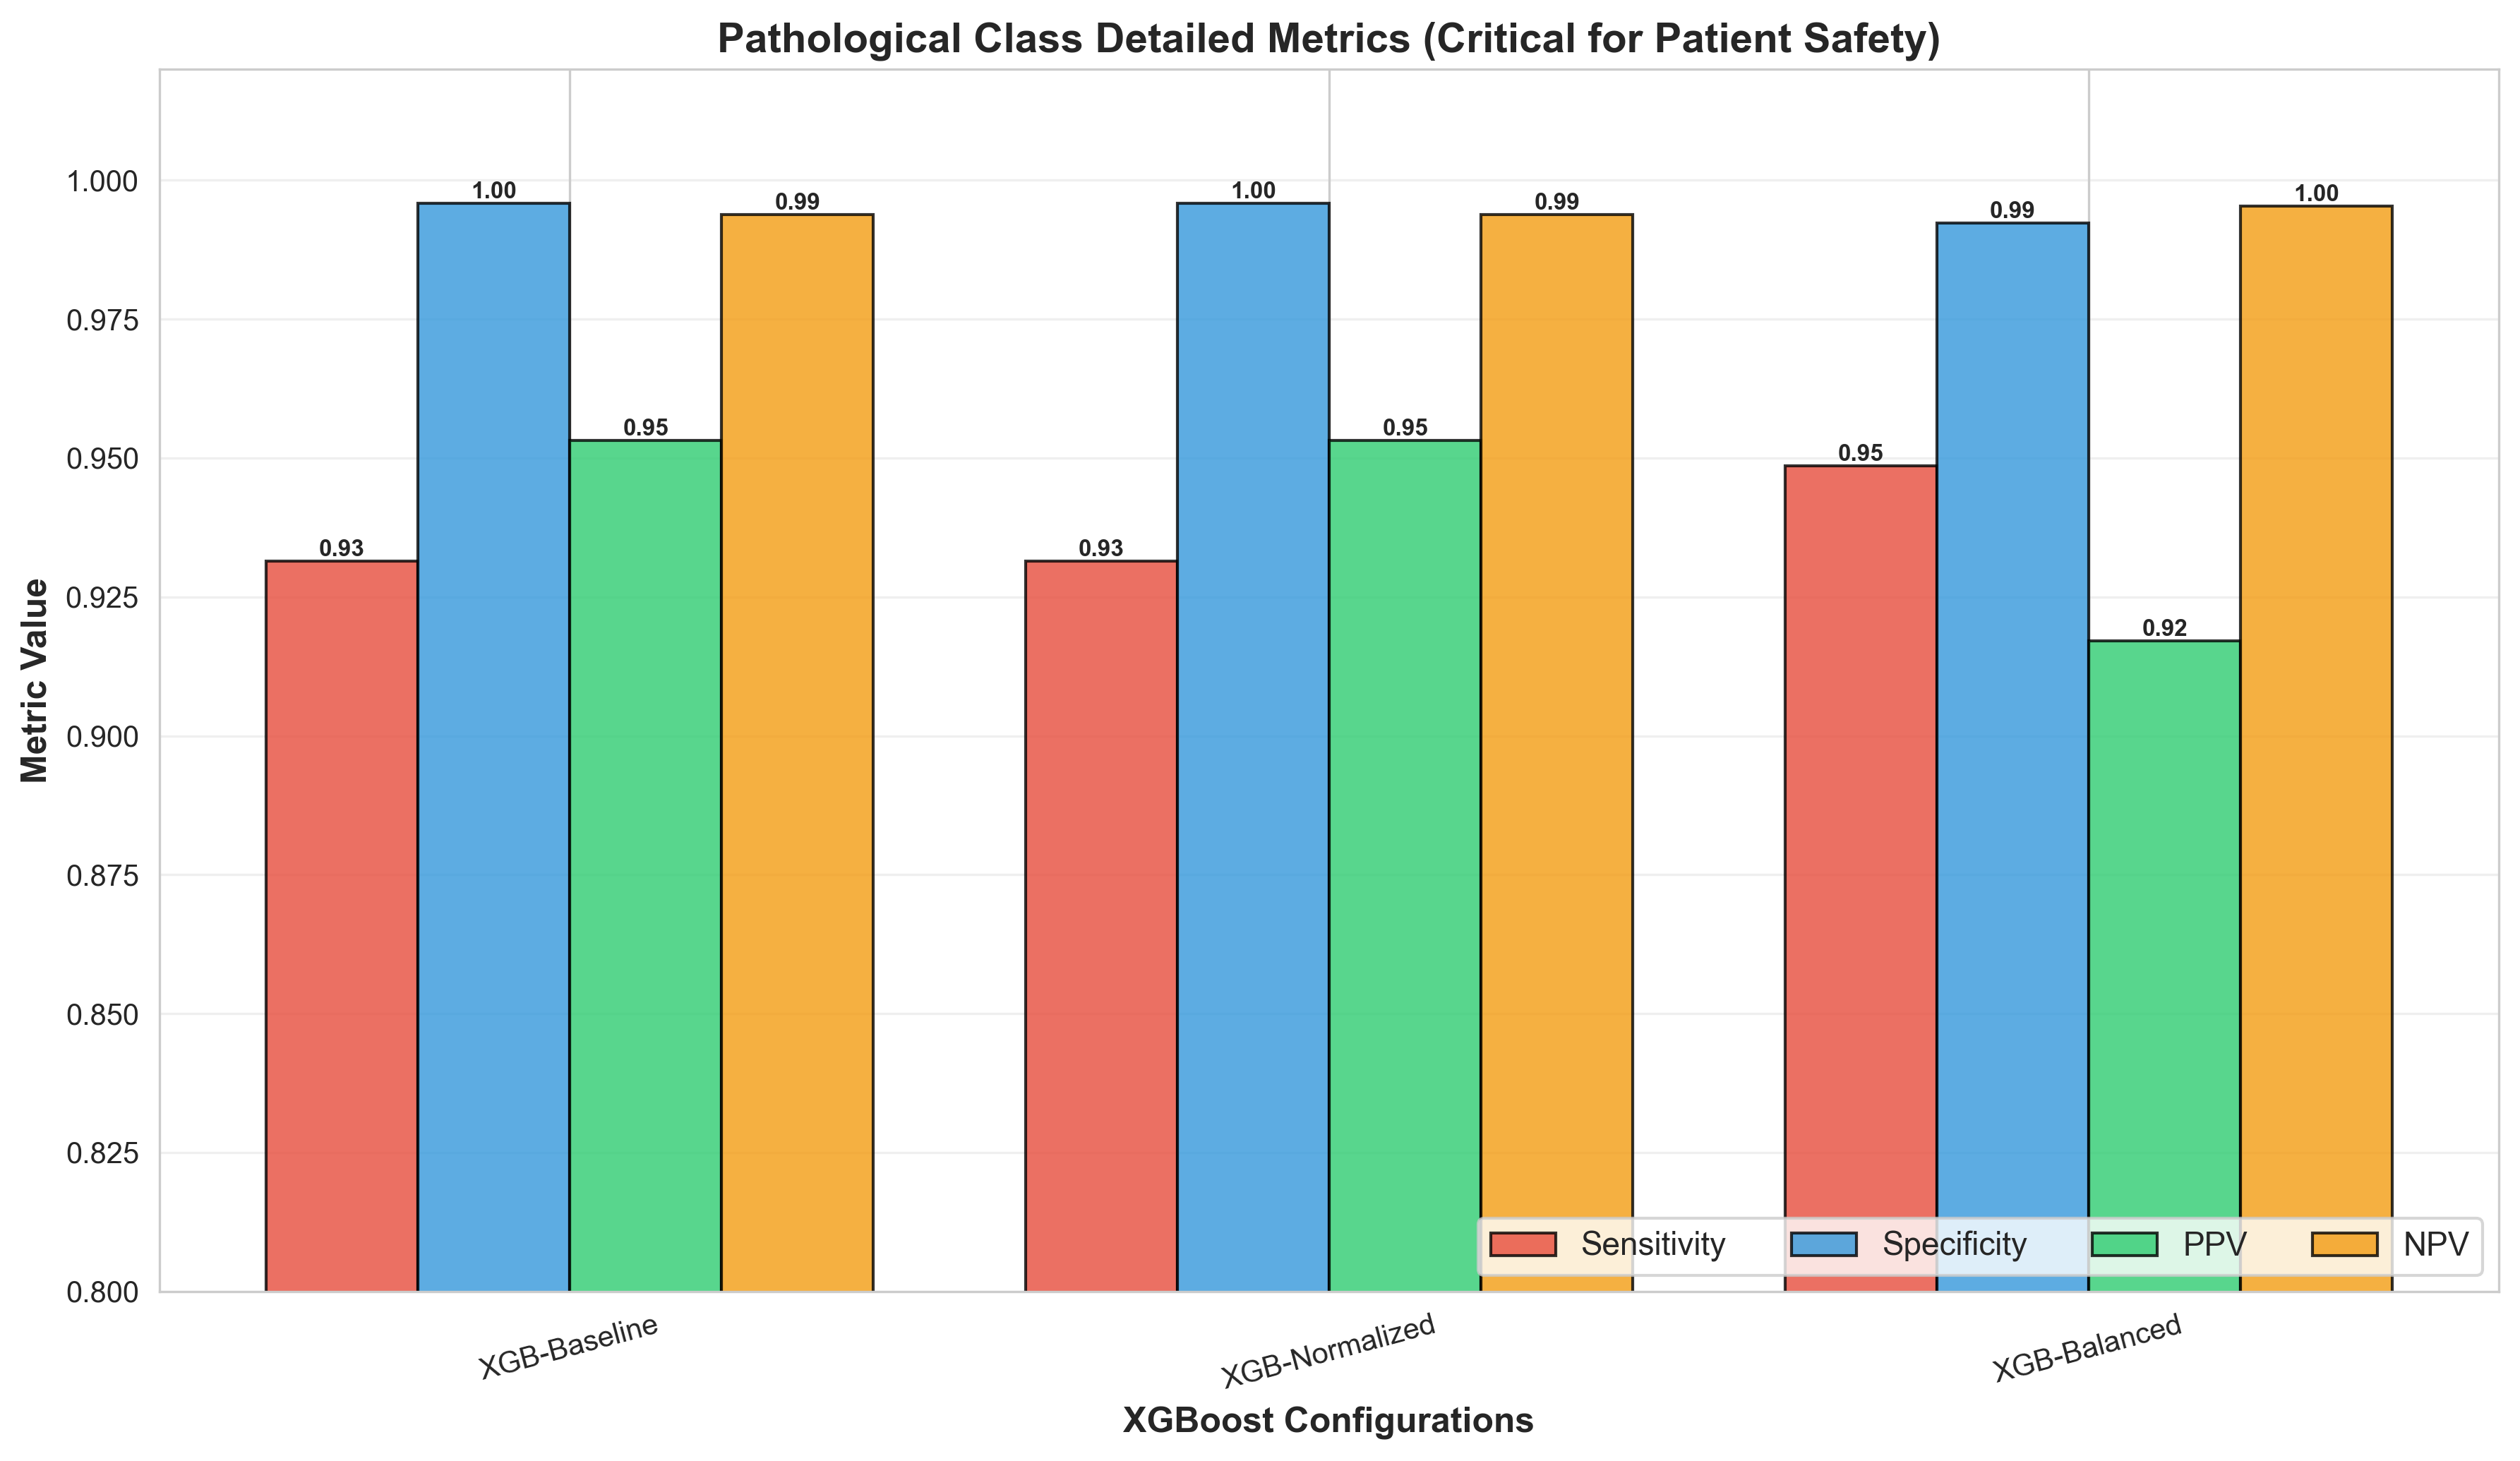 Pathological Class Detailed Metrics (Critical for Patient Safety)
Metric Value
1.000
0.975
0.950
0.925
0.900
0.875
0.850
0.825
0.800
0.93
1.00
0.95
0.99
0.93
1.00
0.95
0.99
0.95
0.99
0.92
1.00
Sensitivity
Specificity
PPV
NPV
XGB-Baseline
XGB-Normalized
XGB-Balanced
XGBoost Configurations